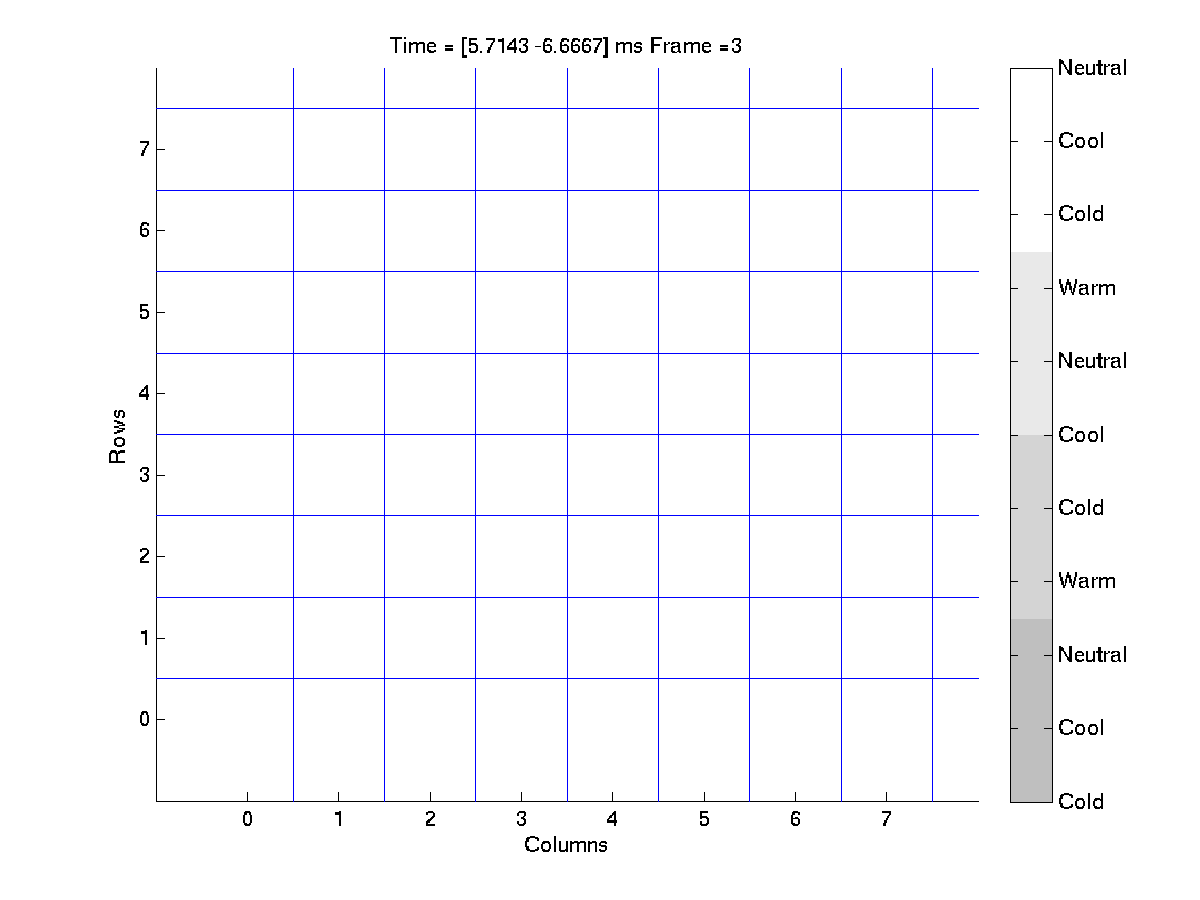 Time = [5.7143 -6.6667] ms Frame =3
Neutral
Cool
Cold
Warm
Neutral
Cool
Cold
Warm
Neutral
Cool
Cold
7
6
5
4
3
2
1
0
Rows
0 1 2 3 4 5 6 7
Columns